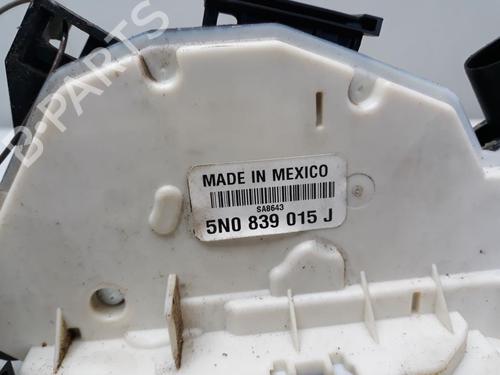 MADE IN MEXICO
SA8643
5N0 839 015 J
B-PARTS